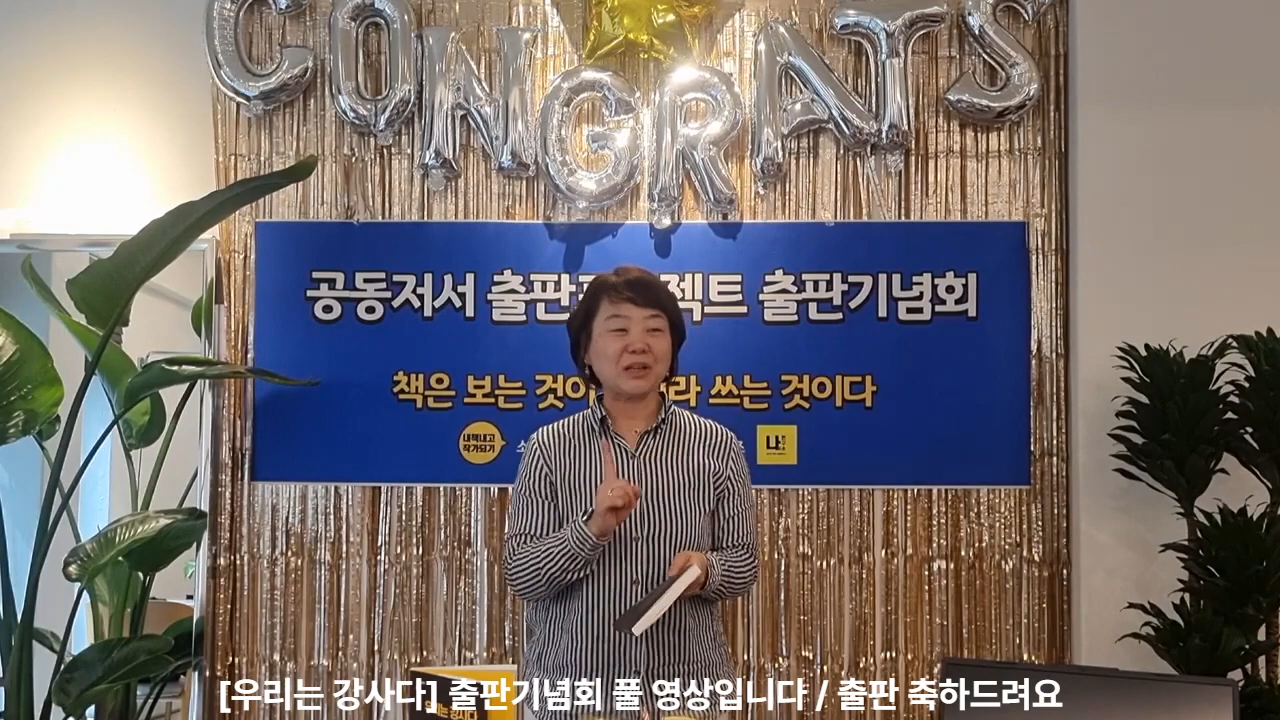 CONGRATS
공동저서 출판 젝트 출판기념회
책은 보는 것이 라 쓰는 것이다
내책내고
작가되기
나
[우리는 강사다] 출판기념회 풀 영상입니다 / 출판 축하드려요